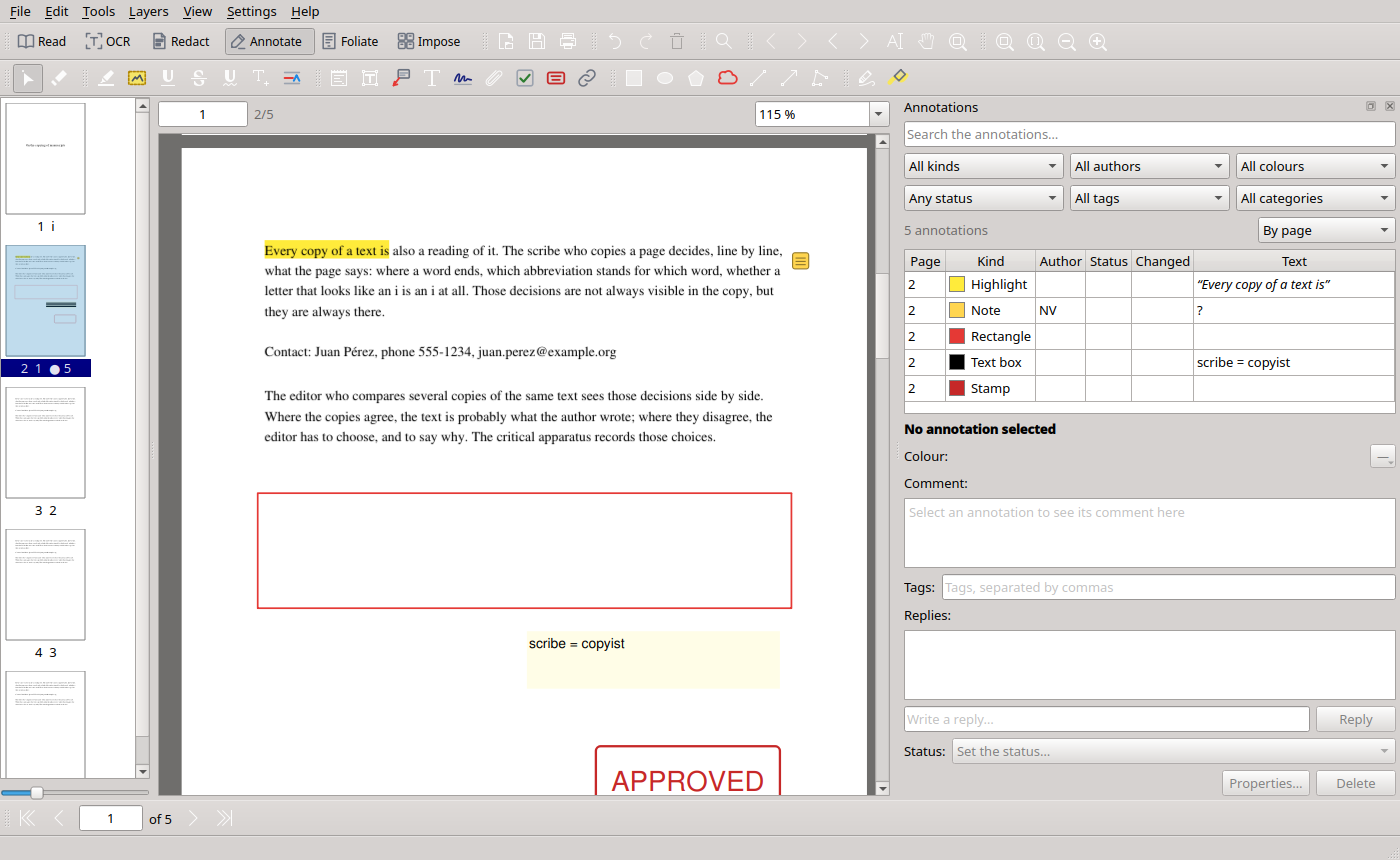 File Edit Tools Layers View Settings Help
Read OCR Redact Annotate Foliate Impose
1 2/5 115 %
1 i
2 1 5
3 2
4 3
Every copy of a text is also a reading of it. The scribe who copies a page decides, line by line,
what the page says: where a word ends, which abbreviation stands for which word, whether a
letter that looks like an i is an i at all. Those decisions are not always visible in the copy, but
they are always there.
Contact: Juan Pérez, phone 555-1234, juan.perez@example.org
The editor who compares several copies of the same text sees those decisions side by side.
Where the copies agree, the text is probably what the author wrote; where they disagree, the
editor has to choose, and to say why. The critical apparatus records those choices.
scribe = copyist
APPROVED
Annotations
Search the annotations...
All kinds All authors All colours
Any status All tags All categories
5 annotations By page
Page Kind Author Status Changed Text
2 Highlight “Every copy of a text is”
2 Note NV ?
2 Rectangle
2 Text box scribe = copyist
2 Stamp
No annotation selected
Colour: —
Comment:
Select an annotation to see its comment here
Tags: Tags, separated by commas
Replies:
Write a reply... Reply
Status: Set the status...
Properties... Delete
1 of 5